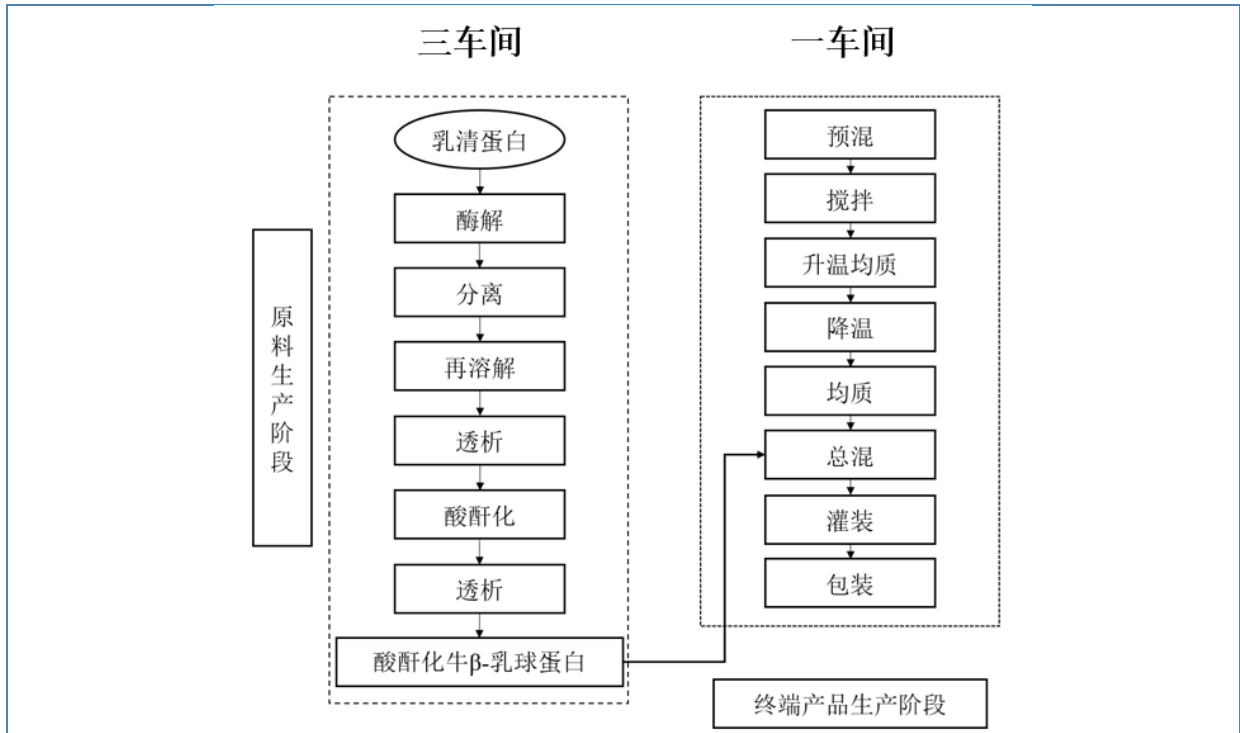 三车间
一车间
原料生产阶段
乳清蛋白
酶解
分离
再溶解
透析
酸酐化
透析
酸酐化牛β-乳球蛋白
预混
搅拌
升温均质
降温
均质
总混
灌装
包装
终端产品生产阶段